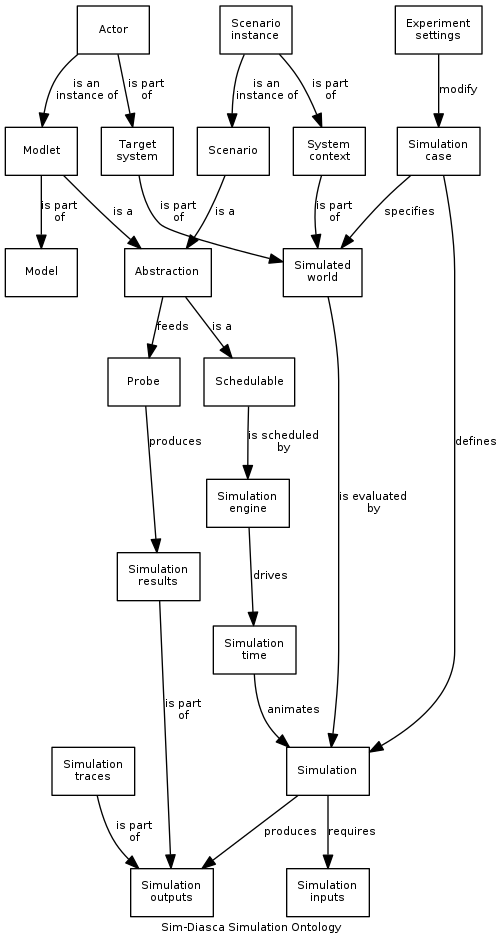 Actor
Scenario
instance
Experiment
settings
is an
instance of
is part
of
is an
instance of
is part
of
modify
Modlet
Target
system
Scenario
System
context
Simulation
case
is part
of
is a
is part
of
is a
is part
of
specifies
Model
Abstraction
Simulated
world
feeds
is a
Probe
Schedulable
produces
is scheduled
by
defines
Simulation
engine
is evaluated
by
Simulation
results
drives
Simulation
time
is part
of
animates
Simulation
traces
Simulation
is part
of
produces
requires
Simulation
outputs
Simulation
inputs
Sim-Diasca Simulation Ontology